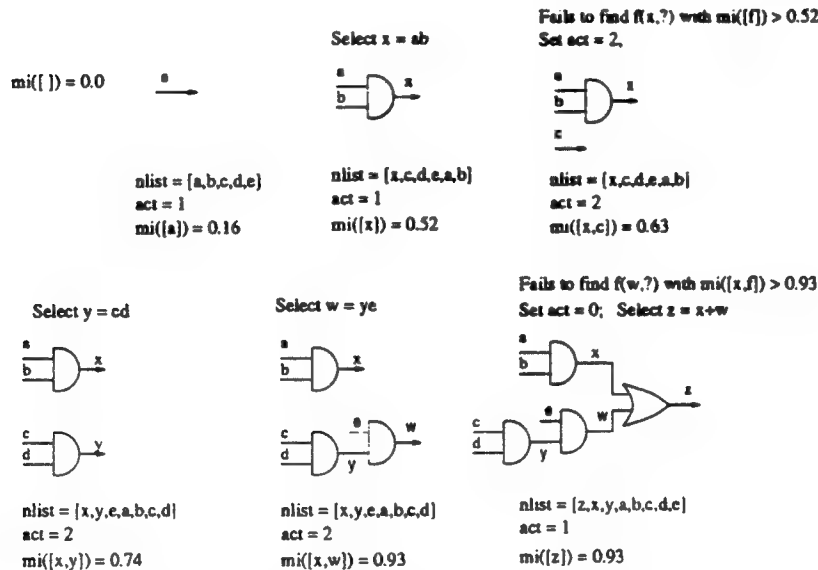 mi([ ]) = 0.0
a
nlist = {a,b,c,d,e}
act = 1
mi([a]) = 0.16
Select x = ab
a
b
x
nlist = {x,c,d,e,a,b}
act = 1
mi([x]) = 0.52
Fails to find f(x,?) with mi([f]) > 0.52
Set act = 2,
a
b
x
c
nlist = {x,c,d,e,a,b}
act = 2
mi([x,c]) = 0.63
Select y = cd
a
b
x
c
d
y
nlist = {x,y,e,a,b,c,d}
act = 2
mi([x,y]) = 0.74
Select w = ye
a
b
x
c
d
e
y
w
nlist = {x,y,e,a,b,c,d}
act = 2
mi([x,w]) = 0.93
Fails to find f(w,?) with mi([x,f]) > 0.93
Set act = 0; Select z = x+w
a
b
x
c
d
e
y
w
z
nlist = {z,x,y,a,b,c,d,e}
act = 1
mi([z]) = 0.93